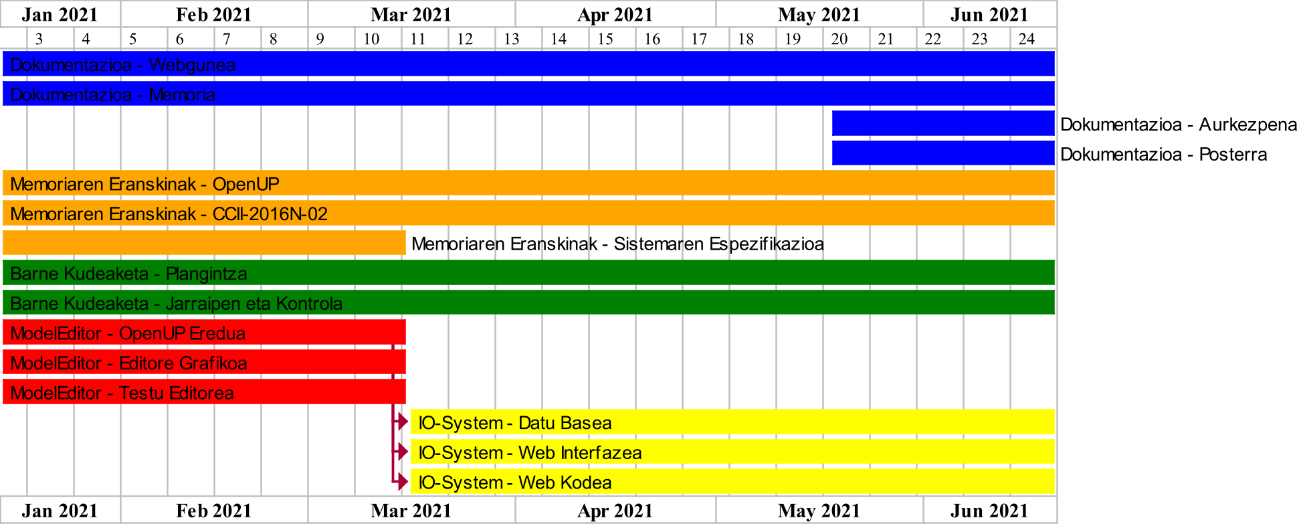 Jan 2021 Feb 2021 Mar 2021 Apr 2021 May 2021 Jun 2021
3 4 5 6 7 8 9 10 11 12 13 14 15 16 17 18 19 20 21 22 23 24
Dokumentazioa - Webgunea
Dokumentazioa - Memoria
Dokumentazioa - Aurkezpena
Dokumentazioa - Posterra
Memoriaren Eranskinak - OpenUP
Memoriaren Eranskinak - CCII-2016N-02
Memoriaren Eranskinak - Sistemaren Espezifikazioa
Barne Kudeaketa - Plangintza
Barne Kudeaketa - Jarraipen eta Kontrola
ModelEditor - OpenUP Eredua
ModelEditor - Editore Grafikoa
ModelEditor - Testu Editorea
IO-System - Datu Basea
IO-System - Web Interfazea
IO-System - Web Kodea
Jan 2021 Feb 2021 Mar 2021 Apr 2021 May 2021 Jun 2021